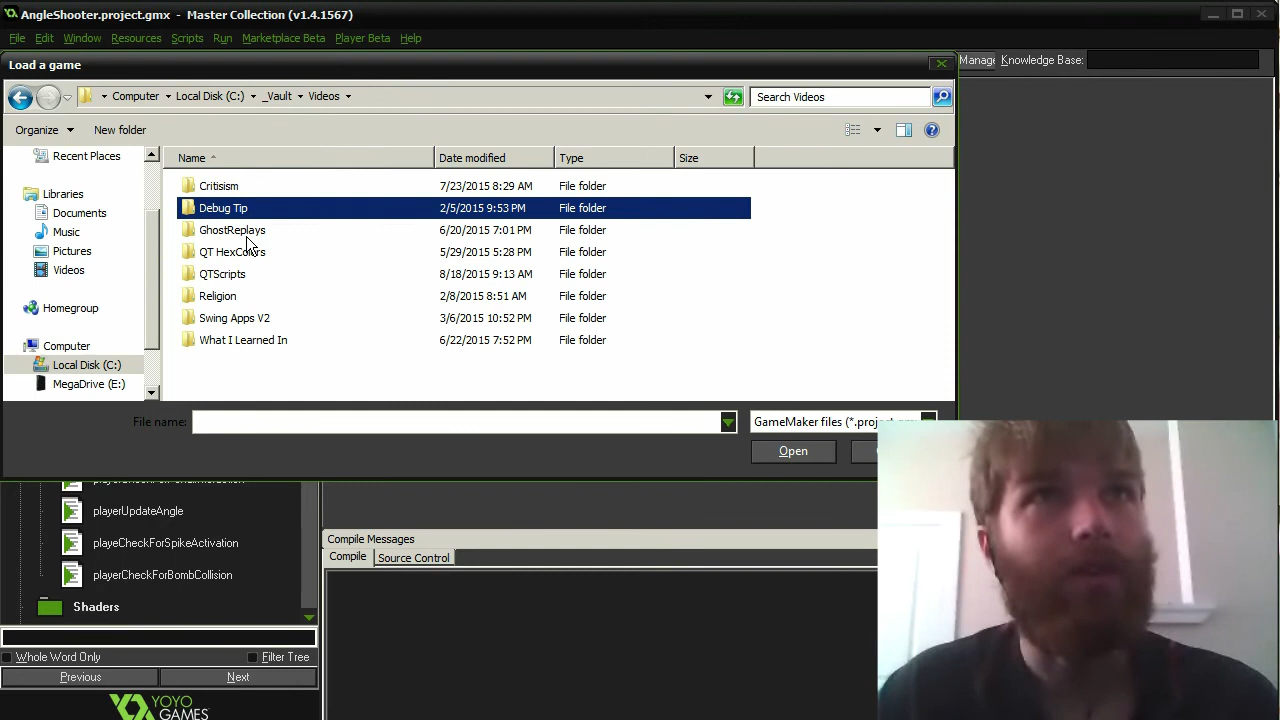 AngleShooter.project.gmx - Master Collection (v1.4.1567)
File Edit Window Resources Scripts Run Marketplace Beta Player Beta Help
Load a game
Manag Knowledge Base:
Computer Local Disk (C:) _Vault Videos Search Videos
Organize New folder
Recent Places Name Date modified Type Size
Critisism 7/23/2015 8:29 AM File folder
Libraries
Debug Tip 2/5/2015 9:53 PM File folder
Documents
GhostReplays 6/20/2015 7:01 PM File folder
Music
Pictures QT HexColors 5/29/2015 5:28 PM File folder
Videos QTScripts 8/18/2015 9:13 AM File folder
Religion 2/8/2015 8:51 AM File folder
Homegroup
Swing Apps V2 3/6/2015 10:52 PM File folder
Computer What I Learned In 6/22/2015 7:52 PM File folder
Local Disk (C:)
MegaDrive (E:)
File name: GameMaker files (*.project
Open
playerUpdateAngle
Compile Messages
playeCheckForSpikeActivation
Compile Source Control
playerCheckForBombCollision
Shaders
Whole Word Only Filter Tree
Previous Next
YOYO
GAMES